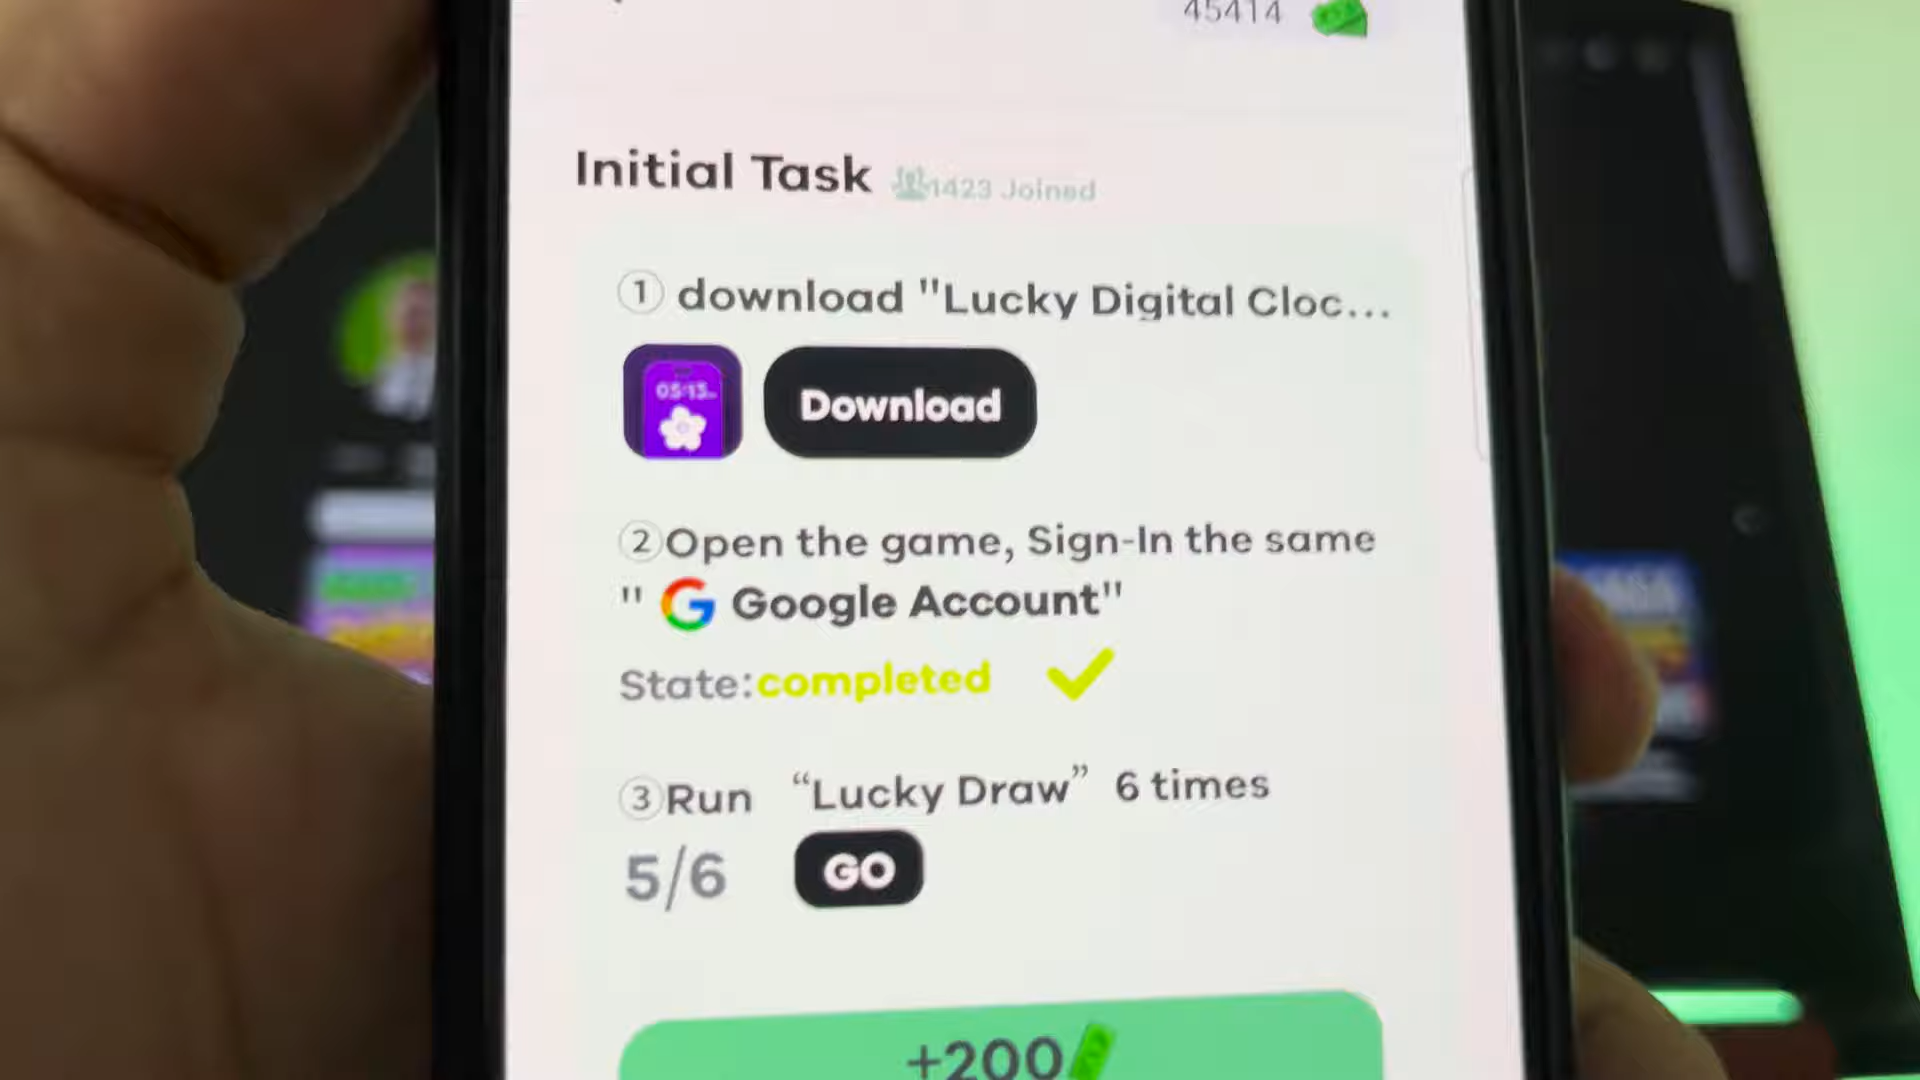 45414
Initial Task 1423 Joined
① download "Lucky Digital Cloc...
05:13
Download
②Open the game, Sign-In the same
" G Google Account"
State:completed
③Run “Lucky Draw” 6 times
5/6 GO
+200